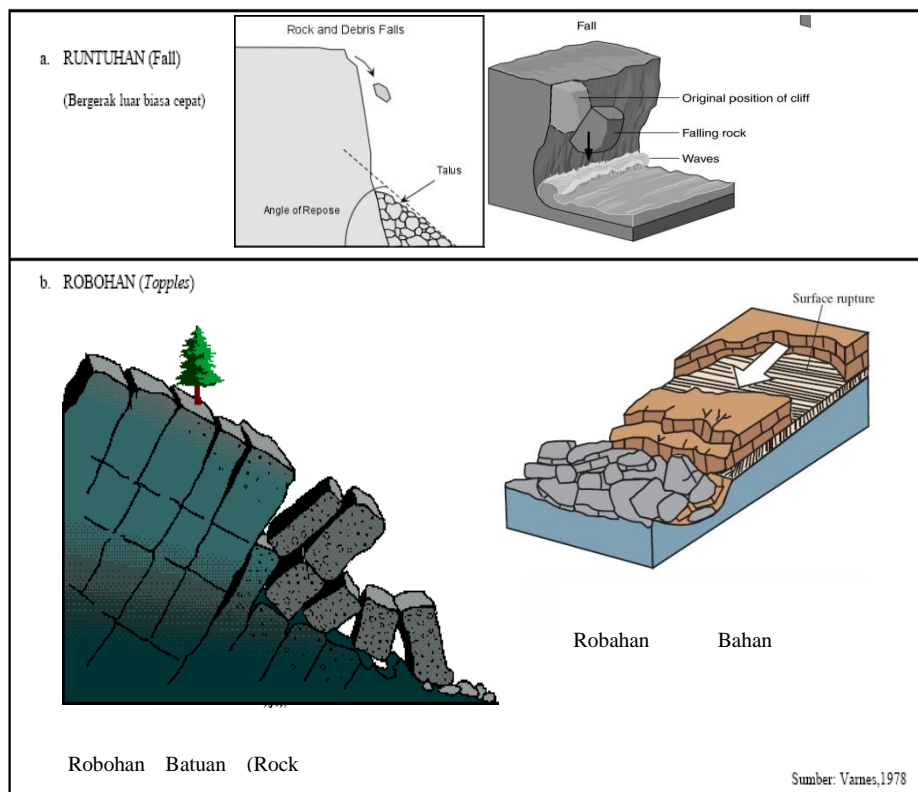 a. RUNTUHAN (Fall)
(Bergerak luar biasa cepat)
Rock and Debris Falls
Talus
Angle of Repose
Fall
Original position of cliff
Falling rock
Waves
b. ROBOHAN (Topples)
Surface rupture
Robahan Bahan
Robohan Batuan (Rock
Sumber: Varnes,1978